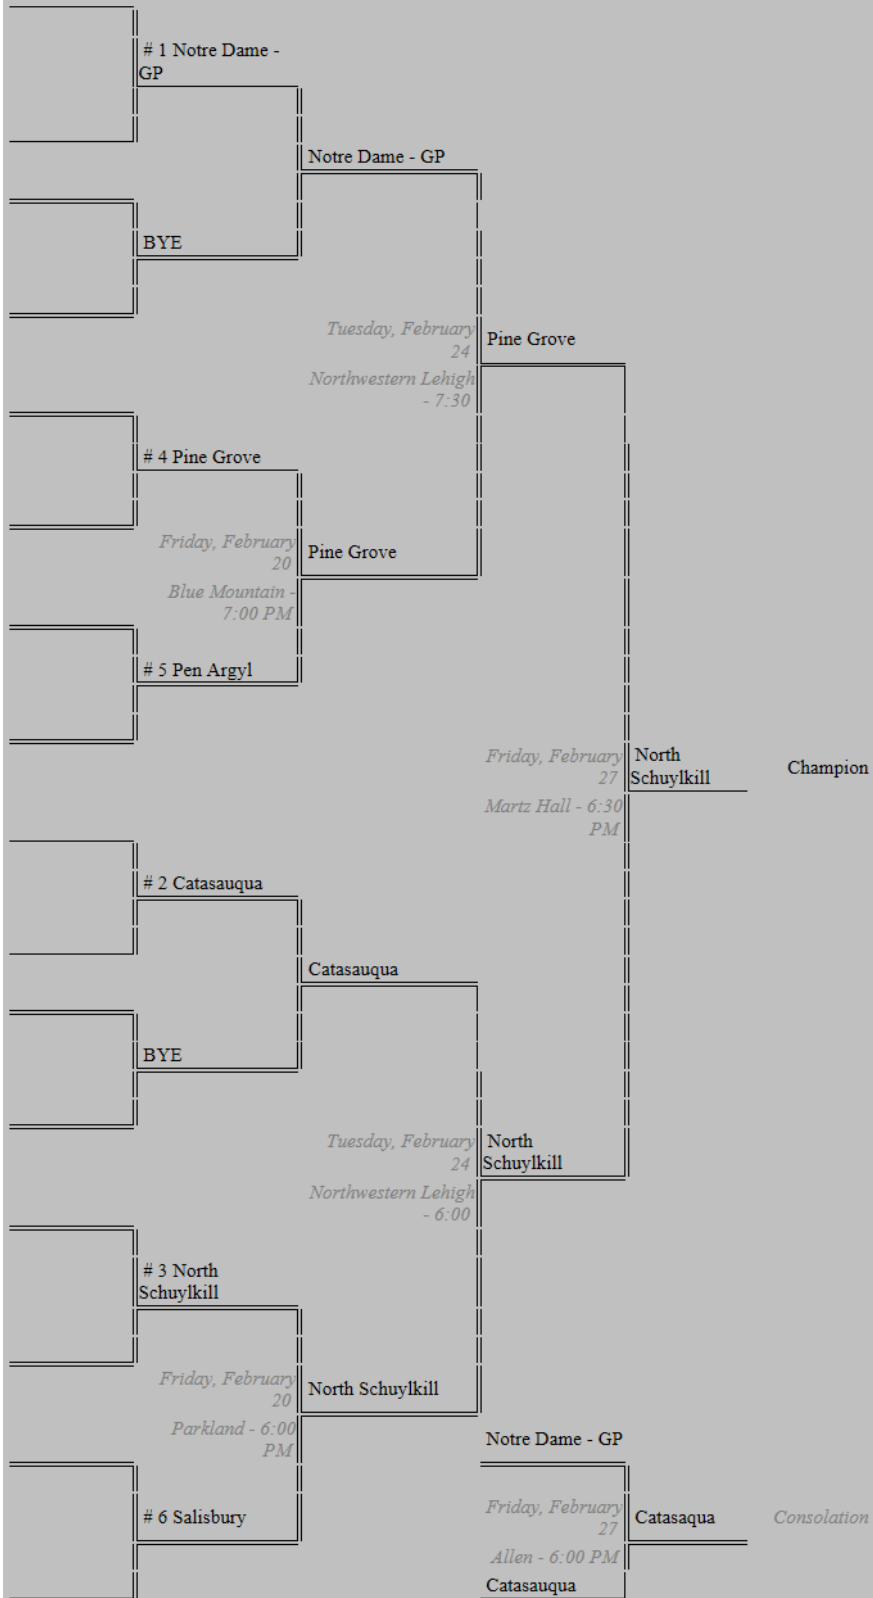 # 1 Notre Dame -
GP
Notre Dame - GP
BYE
Tuesday, February
24
Northwestern Lehigh
- 7:30
Pine Grove
# 4 Pine Grove
Friday, February
20
Blue Mountain -
7:00 PM
Pine Grove
# 5 Pen Argyl
Friday, February
27
Martz Hall - 6:30
PM
North
Schuylkill
Champion
# 2 Catasauqua
Catasauqua
BYE
Tuesday, February
24
Northwestern Lehigh
- 6:00
North
Schuylkill
# 3 North
Schuylkill
Friday, February
20
Parkland - 6:00
PM
North Schuylkill
# 6 Salisbury
Notre Dame - GP
Friday, February
27
Allen - 6:00 PM
Catasaqua
Consolation
Catasauqua